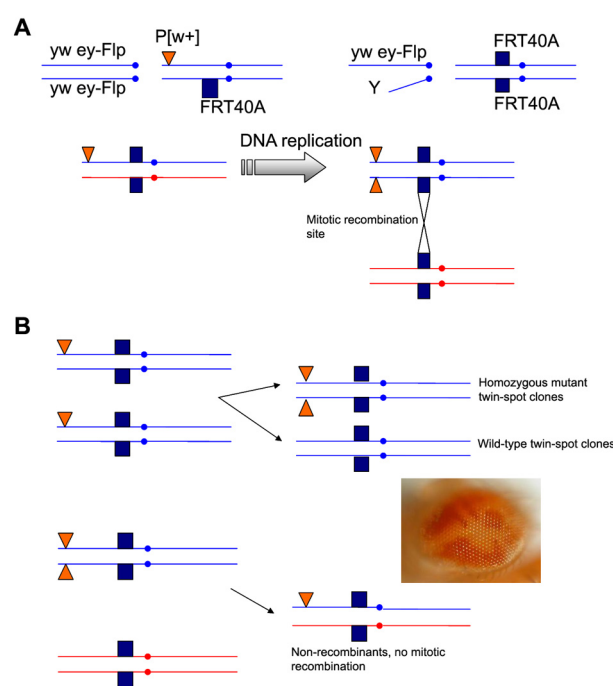 A
P[w+]
yw ey-Flp
yw ey-Flp
FRT40A
yw ey-Flp
Y
FRT40A
FRT40A
DNA replication
Mitotic recombination
site
B
Homozygous mutant
twin-spot clones
Wild-type twin-spot clones
Non-recombinants, no mitotic
recombination